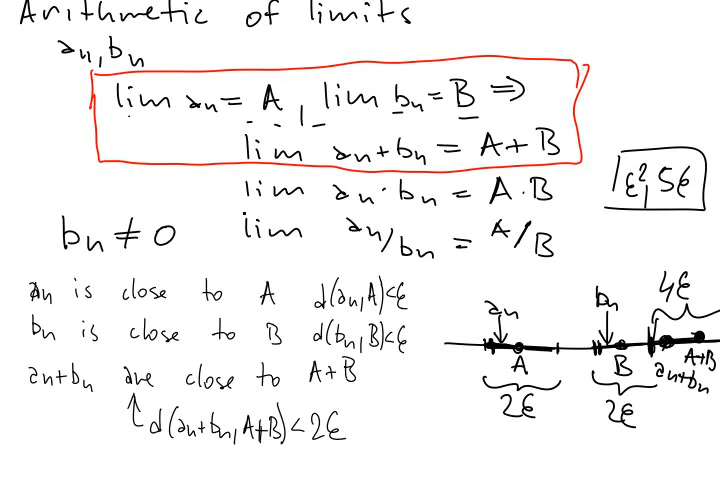 Arithmetic of limits
an, bn
lim an = A, lim bn = B ⇒
lim an+bn = A+B
lim an · bn = A·B
ε², 5ε
bn ≠ 0
lim an/bn = A/B
an is close to A d(an, A)<ε
bn is close to B d(bn, B)<ε
an+bn are close to A+B
d(an+bn, A+B)<2ε
an bn 4ε
A B A+B
an+bn
2ε 2ε